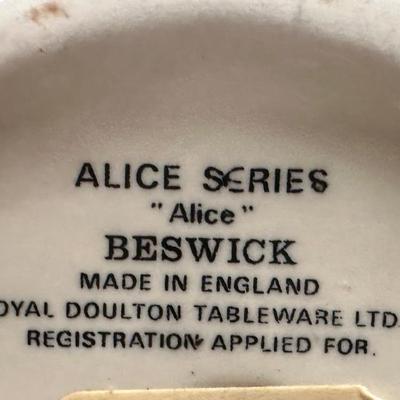 ALICE SERIES
"Alice"
BESWICK
MADE IN ENGLAND
OYAL DOULTON TABLEWARE LTD.
REGISTRATION APPLIED FOR.